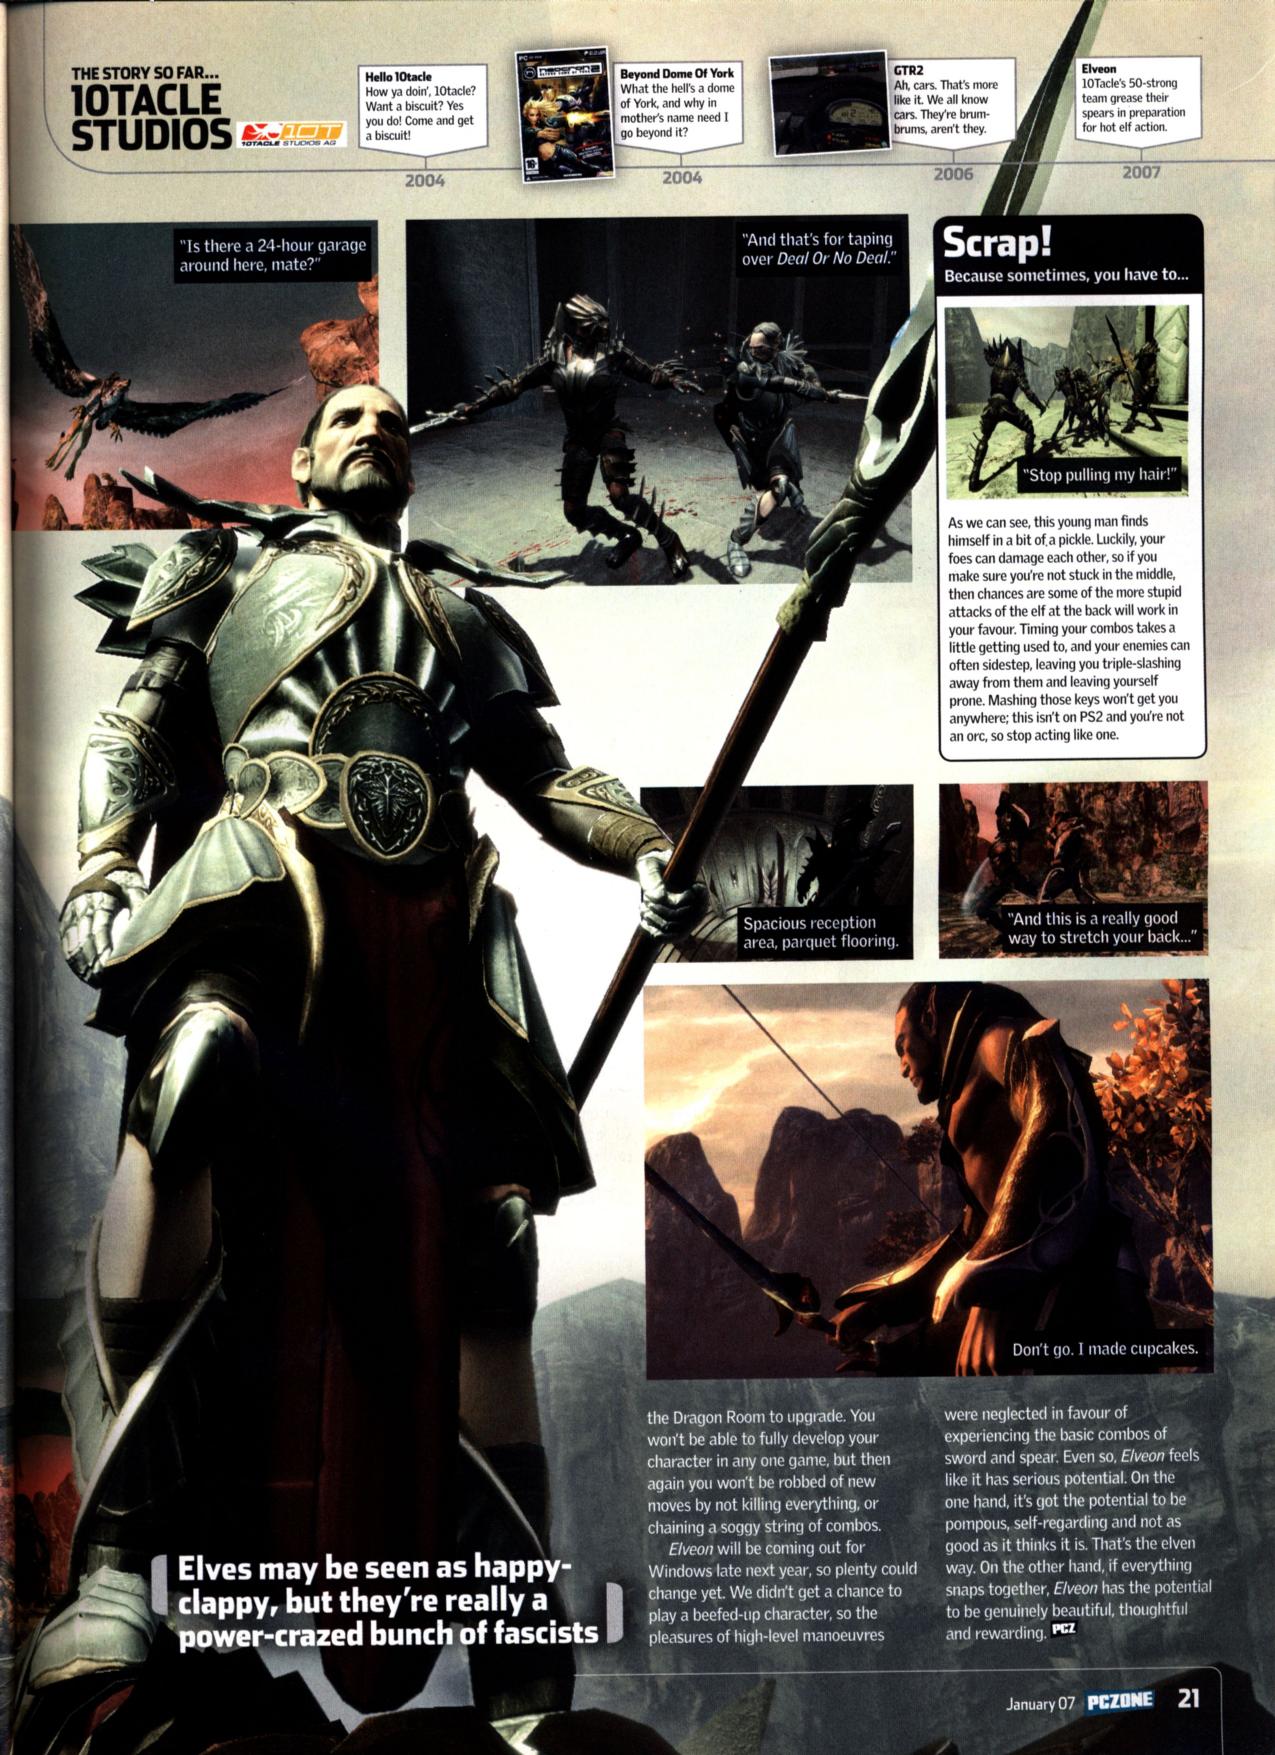 THE STORY SO FAR...
10TACLE
STUDIOS
10T
10TACLE STUDIOS AG
Hello 10tacle
How ya doin', 10tacle?
Want a biscuit? Yes
you do! Come and get
a biscuit!
2004
neocron 2
Beyond Dome Of York
What the hell's a dome
of York, and why in
mother's name need I
go beyond it?
2004
GTR2
Ah, cars. That's more
like it. We all know
cars. They're brum-
brums, aren't they.
2006
Elveon
10Tacle's 50-strong
team grease their
spears in preparation
for hot elf action.
2007
"Is there a 24-hour garage
around here, mate?"
"And that's for taping
over Deal Or No Deal."
Scrap!
Because sometimes, you have to...
"Stop pulling my hair!"
As we can see, this young man finds
himself in a bit of a pickle. Luckily, your
foes can damage each other, so if you
make sure you're not stuck in the middle,
then chances are some of the more stupid
attacks of the elf at the back will work in
your favour. Timing your combos takes a
little getting used to, and your enemies can
often sidestep, leaving you triple-slashing
away from them and leaving yourself
prone. Mashing those keys won't get you
anywhere; this isn't on PS2 and you're not
an orc, so stop acting like one.
Spacious reception
area, parquet flooring.
"And this is a really good
way to stretch your back..."
Don't go. I made cupcakes.
Elves may be seen as happy-
clappy, but they're really a
power-crazed bunch of fascists
the Dragon Room to upgrade. You
won't be able to fully develop your
character in any one game, but then
again you won't be robbed of new
moves by not killing everything, or
chaining a soggy string of combos.
Elveon will be coming out for
Windows late next year, so plenty could
change yet. We didn't get a chance to
play a beefed-up character, so the
pleasures of high-level manoeuvres
were neglected in favour of
experiencing the basic combos of
sword and spear. Even so, Elveon feels
like it has serious potential. On the
one hand, it's got the potential to be
pompous, self-regarding and not as
good as it thinks it is. That's the elven
way. On the other hand, if everything
snaps together, Elveon has the potential
to be genuinely beautiful, thoughtful
and rewarding. PCZ
January 07 PCZONE 21